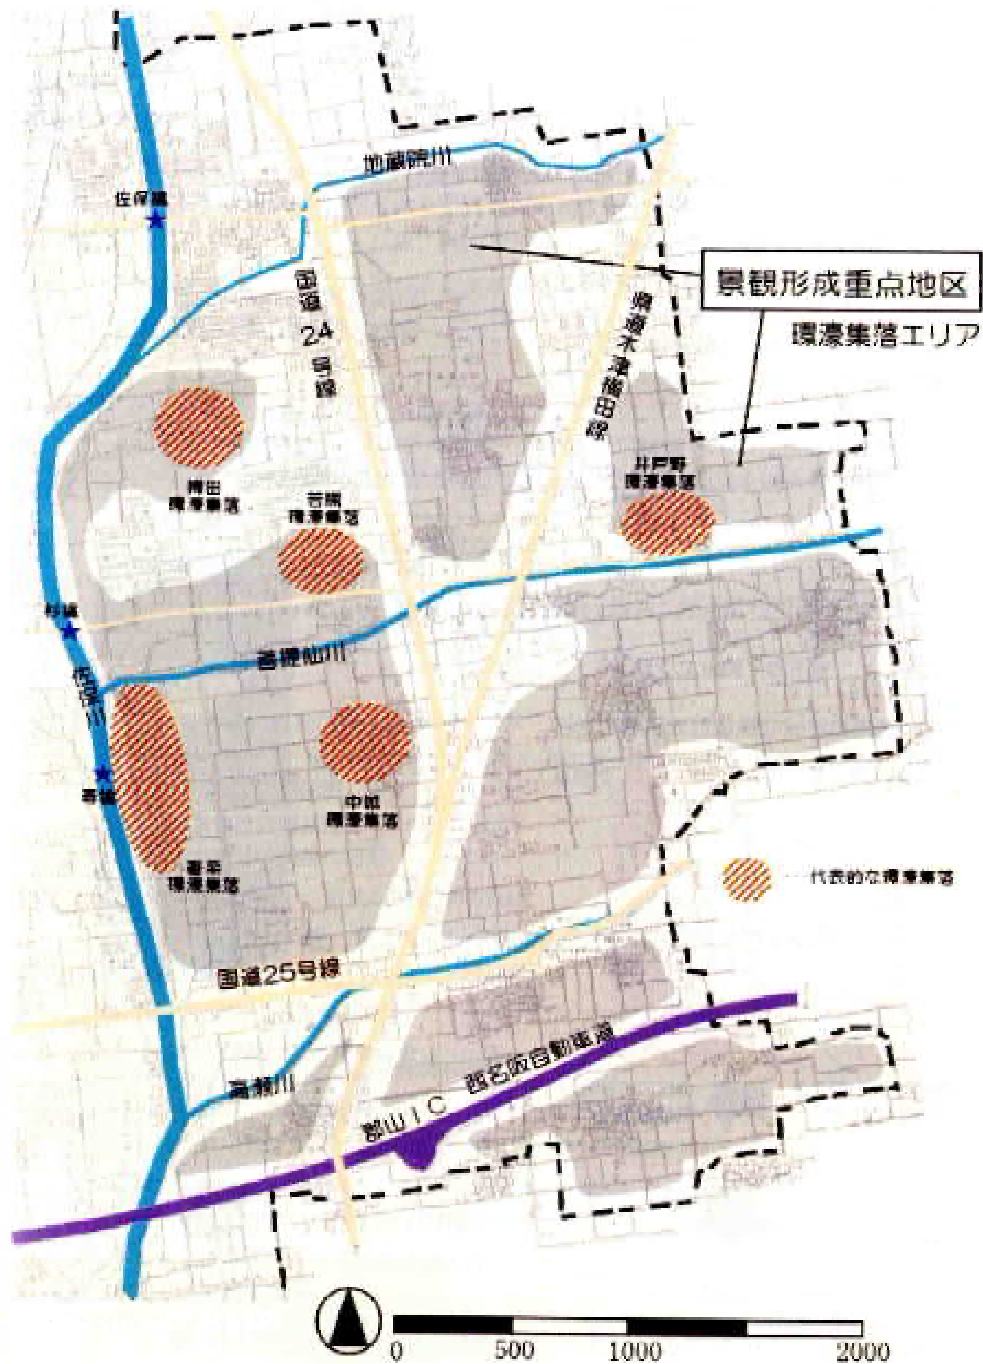 地蔵院川
佐保橋
国道24号線
景観形成重点地区
環濠集落エリア
県道木津横田線
井戸野
環濠集落
稗田
環濠集落
若槻
環濠集落
佐保川
菩提仙川
中城
環濠集落
番条
環濠集落
代表的な環濠集落
国道25号線
西名阪自動車道
高瀬川
郡山IC
0
500
1000
2000